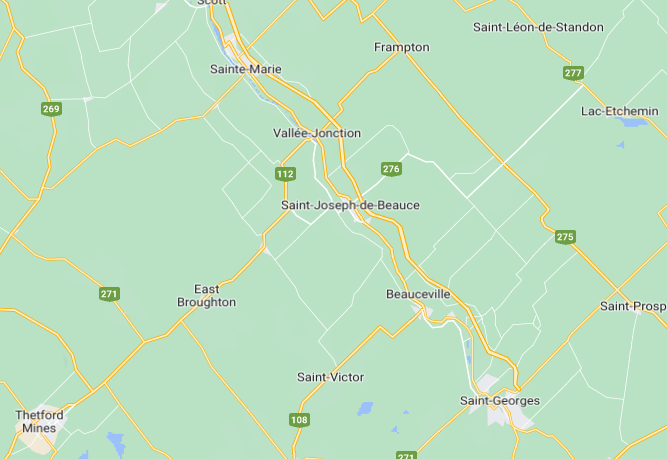 Scott
Saint-Léon-de-Standon
Frampton
Sainte-Marie
277
269
Lac-Etchemin
Vallée-Jonction
276
112
Saint-Joseph-de-Beauce
275
271
East
Broughton
Beauceville
Saint-Prosp
Saint-Victor
Saint-Georges
Thetford
Mines
108
271